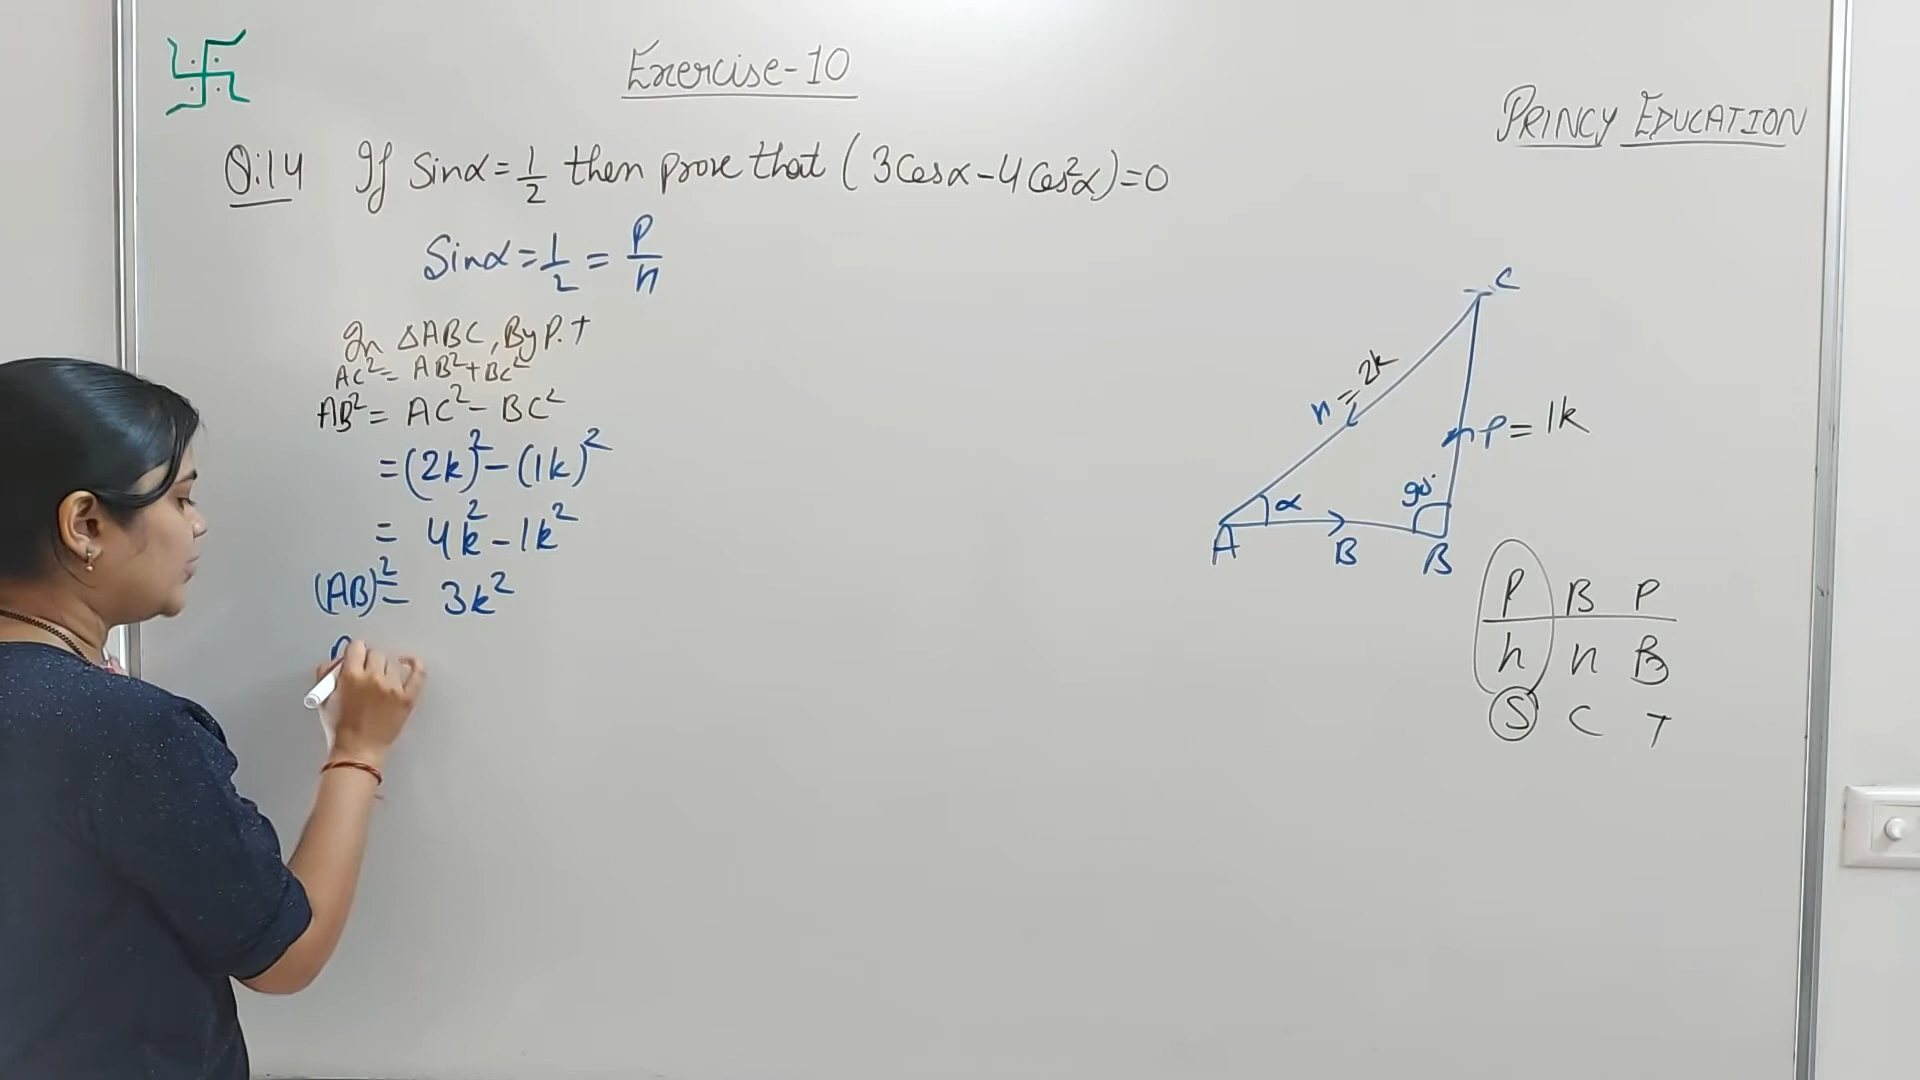 Exercise-10
PRINCY EDUCATION
Q:14 If Sinα = 1/2 then prove that (3Cosα - 4Cos²α) = 0
Sinα = 1/2 = P/h
In ΔABC, By P.T
AC² = AB² + BC²
AB² = AC² - BC²
= (2k)² - (1k)²
= 4k² - 1k²
(AB)² = 3k²
C
h = 2k
P = 1k
α
90°
A B B
P B P
h h B
S C T